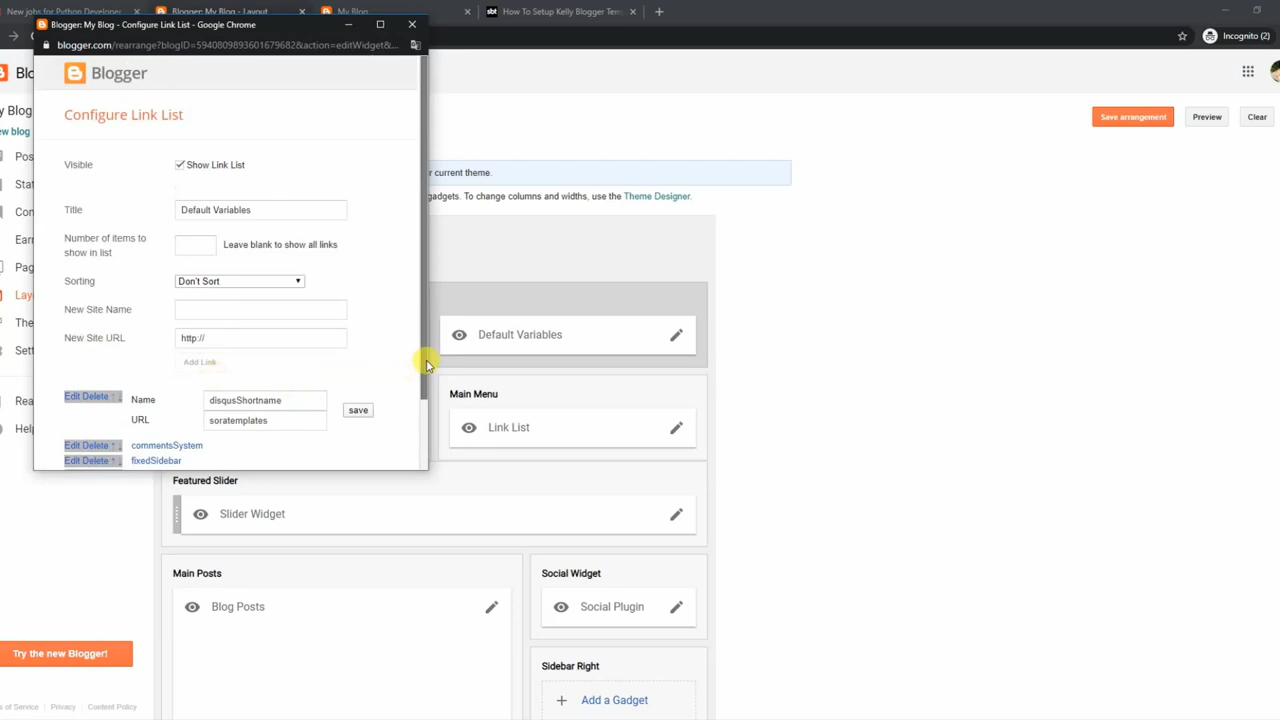 New jobs for Python Develope
Blogger: My Blog - Layout
My Blog
How To Setup Kelly Blogger Tem
Blogger: My Blog - Configure Link List - Google Chrome
blogger.com/rearrange?blogID=5940809893601679682&action=editWidget&...
Incognito (2)
Blogger
Blo
Configure Link List
y Blog
ew blog
Save arrangement
Preview
Clear
Pos
Visible
Show Link List
r current theme.
Stat
gadgets. To change columns and widths, use the Theme Designer.
Con
Title
Default Variables
Earn
Number of items to
show in list
Leave blank to show all links
Pag
Sorting
Don't Sort
Lay
New Site Name
The
New Site URL
http://
Default Variables
Sett
Add Link
Main Menu
Rea
Edit Delete ↑ ↓
Name
disqusShortname
save
URL
soratemplates
Link List
Help
Edit Delete ↑ ↓
commentsSystem
Edit Delete ↑ ↓
fixedSidebar
Featured Slider
Slider Widget
Main Posts
Social Widget
Blog Posts
Social Plugin
Try the new Blogger!
Sidebar Right
Add a Gadget
s of Service
Privacy
Content Policy